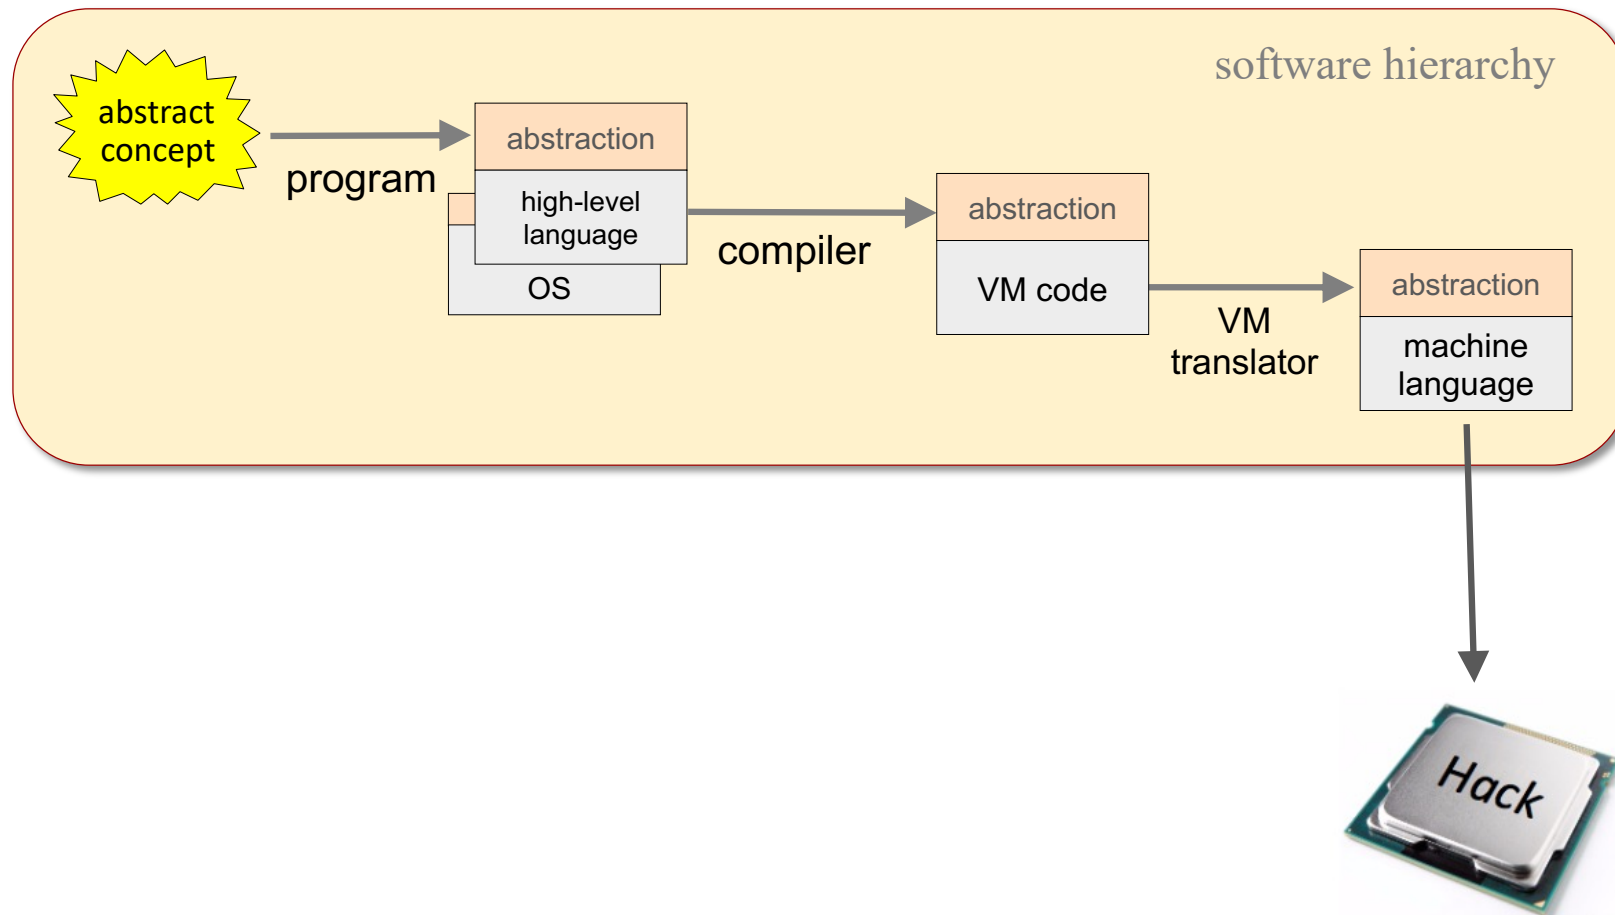 software hierarchy
abstract
concept
program
abstraction
high-level
language
OS
compiler
abstraction
VM code
VM
translator
abstraction
machine
language
Hack